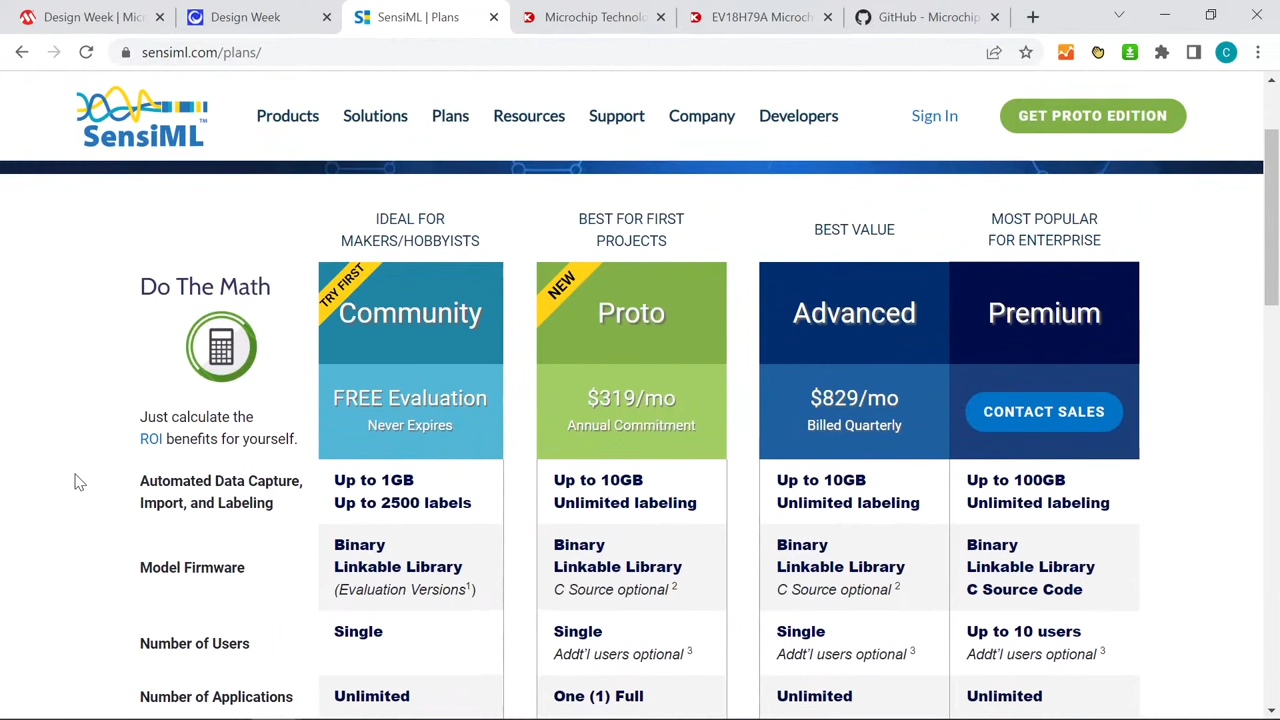 Design Week | Mic
Design Week
SensiML | Plans
Microchip Technolo
EV18H79A Microch
GitHub - Microchip
sensiml.com/plans/
C
SensiML™
Products Solutions Plans Resources Support Company Developers Sign In GET PROTO EDITION
IDEAL FOR
MAKERS/HOBBYISTS
BEST FOR FIRST
PROJECTS
BEST VALUE
MOST POPULAR
FOR ENTERPRISE
Do The Math
Just calculate the
ROI benefits for yourself.
TRY FIRST
Community
NEW
Proto
Advanced
Premium
FREE Evaluation
Never Expires
$319/mo
Annual Commitment
$829/mo
Billed Quarterly
CONTACT SALES
Automated Data Capture,
Import, and Labeling
Up to 1GB
Up to 2500 labels
Up to 10GB
Unlimited labeling
Up to 10GB
Unlimited labeling
Up to 100GB
Unlimited labeling
Model Firmware
Binary
Linkable Library
(Evaluation Versions1)
Binary
Linkable Library
C Source optional 2
Binary
Linkable Library
C Source optional 2
Binary
Linkable Library
C Source Code
Number of Users
Single
Single
Addt'l users optional 3
Single
Addt'l users optional 3
Up to 10 users
Addt'l users optional 3
Number of Applications
Unlimited
One (1) Full
Unlimited
Unlimited